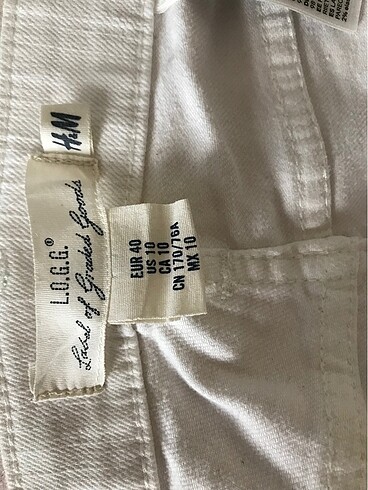 H&M
L.O.G.G.®
Label of Graded Goods
EUR 40
US 10
CA 10
CN 170/76A
MX 10